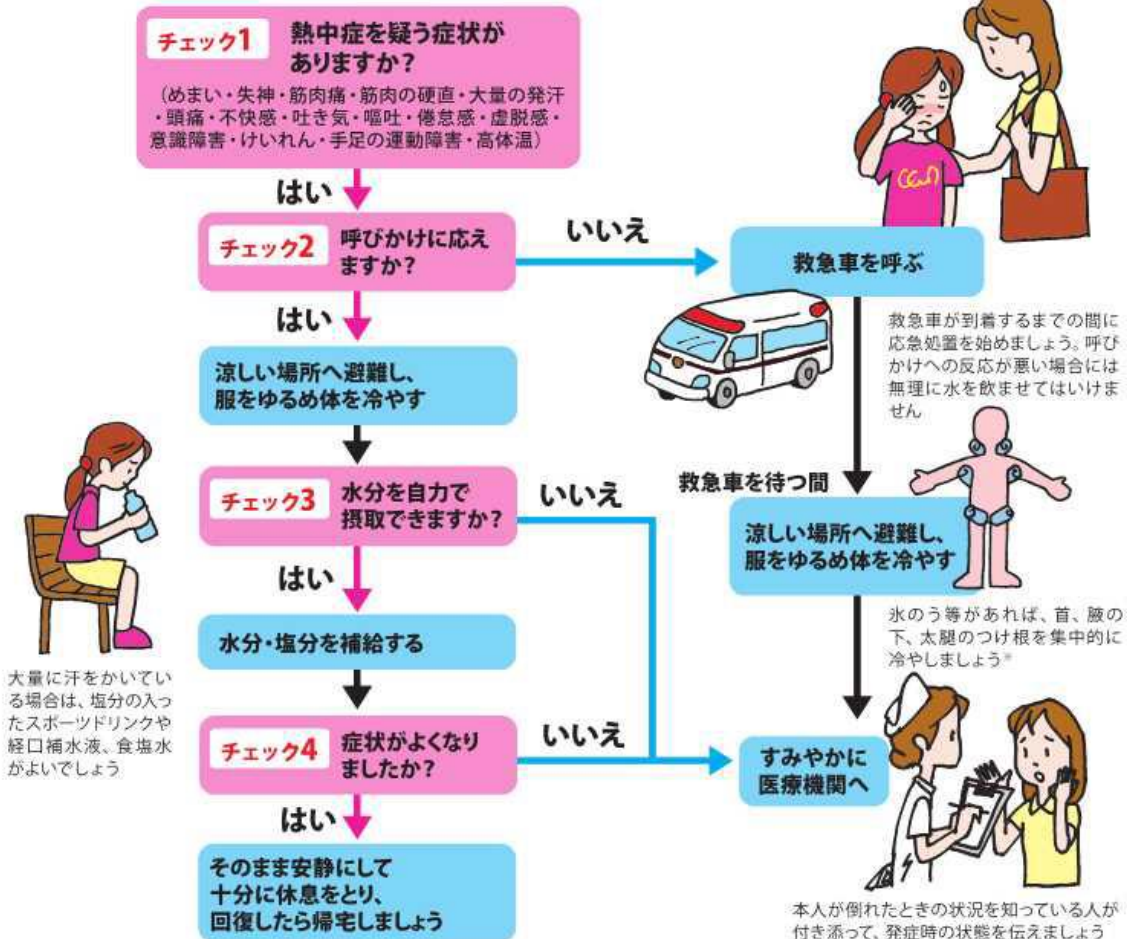 チェック1
熱中症を疑う症状が
ありますか?
(めまい・失神・筋肉痛・筋肉の硬直・大量の発汗
・頭痛・不快感・吐き気・嘔吐・倦怠感・虚脱感・
意識障害・けいれん・手足の運動障害・高体温)
はい
チェック2
呼びかけに応え
ますか?
いいえ
救急車を呼ぶ
救急車が到着するまでの間に
応急処置を始めましょう。呼び
かけへの反応が悪い場合には
無理に水を飲ませてはいけま
せん
はい
涼しい場所へ避難し、
服をゆるめ体を冷やす
チェック3
水分を自力で
摂取できますか?
いいえ
救急車を待つ間
涼しい場所へ避難し、
服をゆるめ体を冷やす
氷のう等があれば、首、腋の
下、太腿のつけ根を集中的に
冷やしましょう※
はい
水分・塩分を補給する
大量に汗をかいてい
る場合は、塩分の入っ
たスポーツドリンクや
経口補水液、食塩水
がよいでしょう
チェック4
症状がよくなり
ましたか?
いいえ
すみやかに
医療機関へ
はい
そのまま安静にして
十分に休息をとり、
回復したら帰宅しましょう
本人が倒れたときの状況を知っている人が
付き添って、発症時の状態を伝えましょう